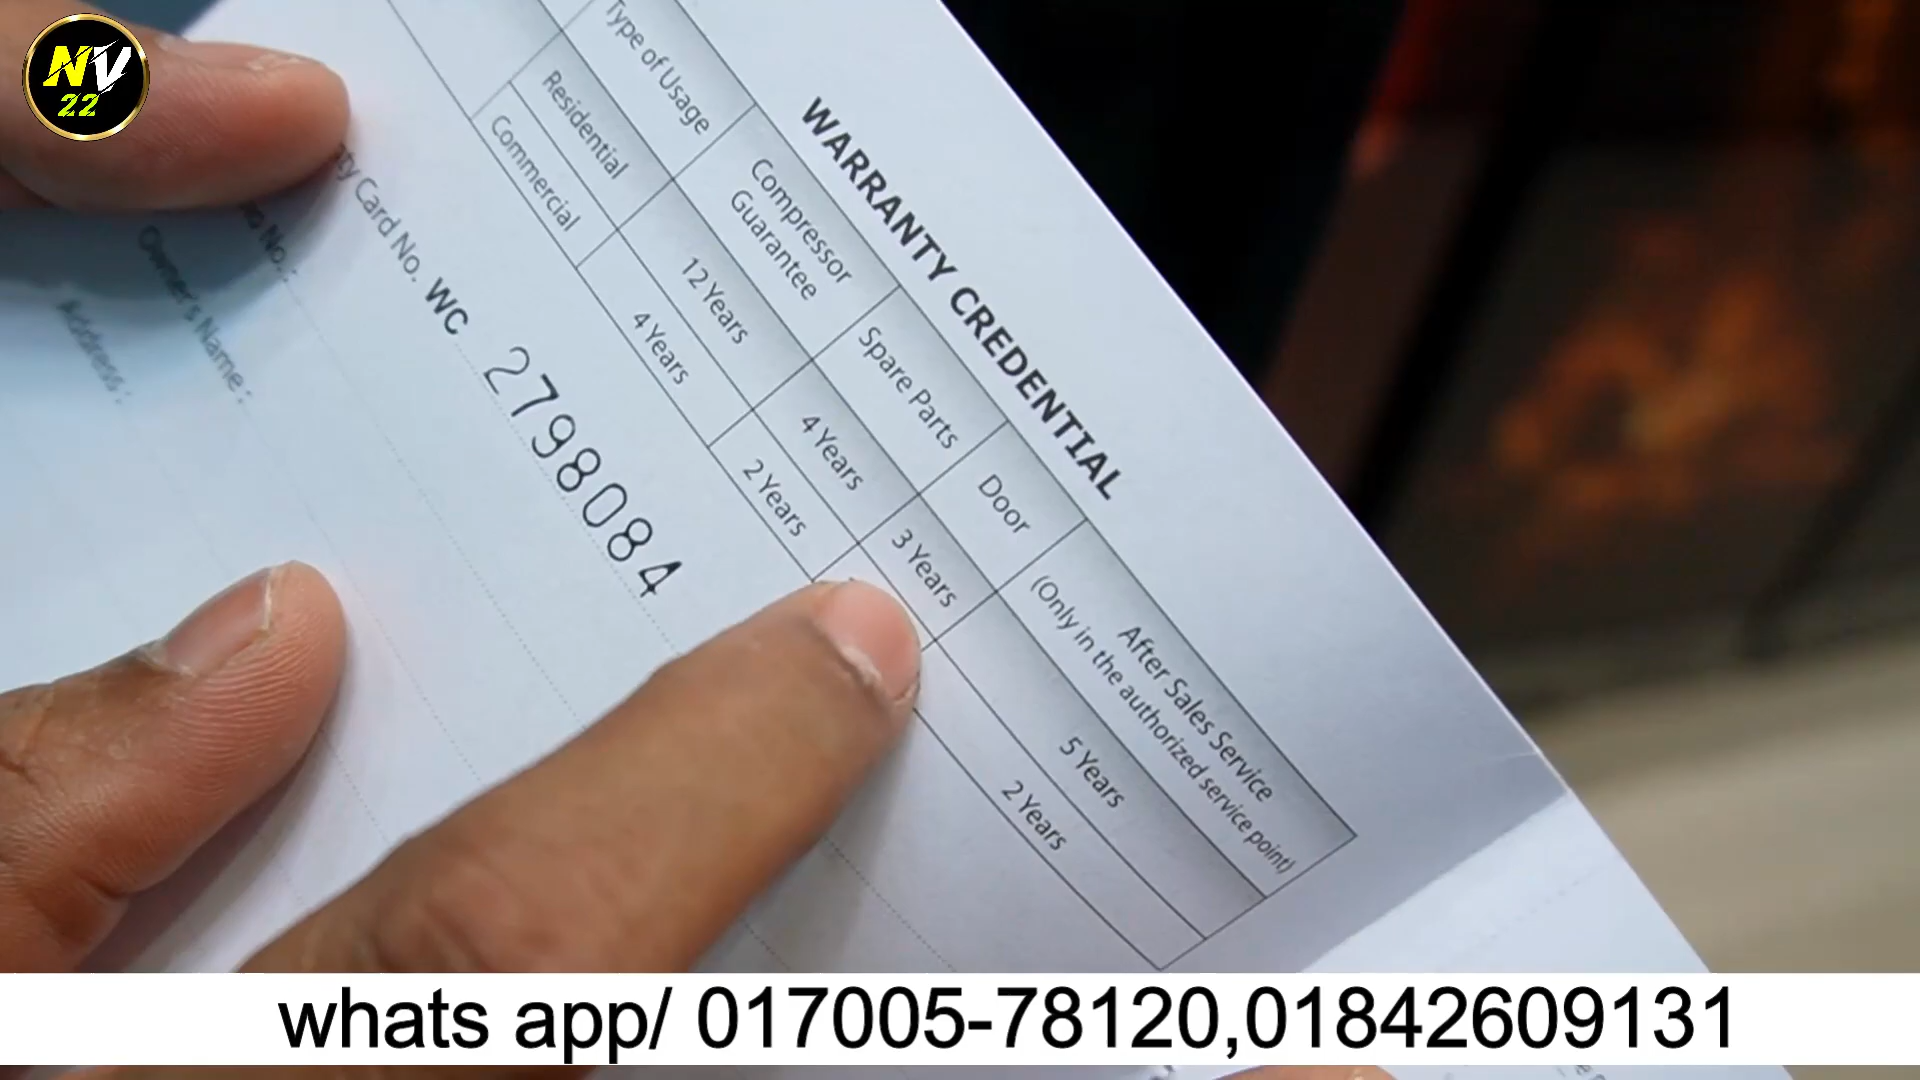 NV
22
WARRANTY CREDENTIAL
Type of Usage
Compressor
Guarantee
Spare Parts
Door
After Sales Service
(Only in the authorized service point)
Residential
12 Years
4 Years
3 Years
5 Years
Commercial
4 Years
2 Years
2 Years
Card No. WC 2798084
No. :
Owner's Name :
Address :
whats app/ 017005-78120,01842609131